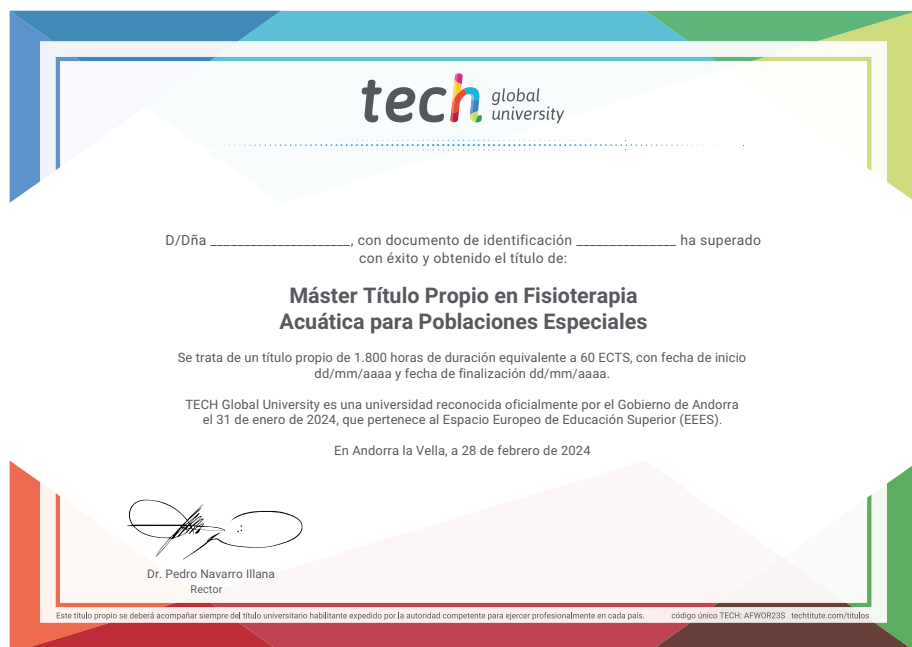 tech global
university
D/Dña ______________________, con documento de identificación ________________ ha superado
con éxito y obtenido el título de:
Máster Título Propio en Fisioterapia
Acuática para Poblaciones Especiales
Se trata de un título propio de 1.800 horas de duración equivalente a 60 ECTS, con fecha de inicio
dd/mm/aaaa y fecha de finalización dd/mm/aaaa.
TECH Global University es una universidad reconocida oficialmente por el Gobierno de Andorra
el 31 de enero de 2024, que pertenece al Espacio Europeo de Educación Superior (EEES).
En Andorra la Vella, a 28 de febrero de 2024
Dr. Pedro Navarro Illana
Rector
Este título propio se deberá acompañar siempre del título universitario habilitante expedido por la autoridad competente para ejercer profesionalmente en cada país. código único TECH: AFWOR23S techtitute.com/titulos